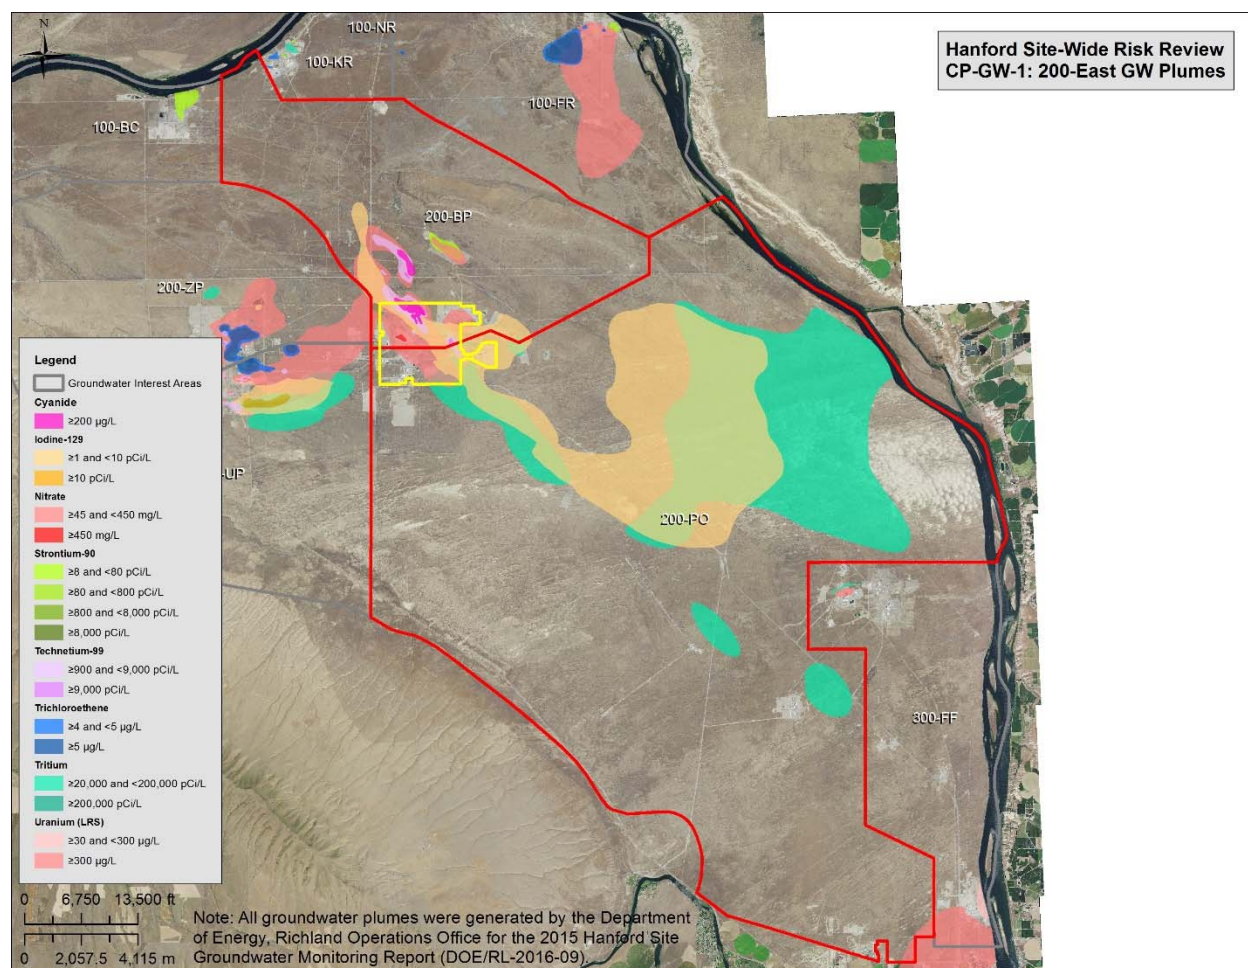 N
100-NR
100-KR
100-BC
100-FR
Hanford Site-Wide Risk Review
CP-GW-1: 200-East GW Plumes
200-BP
200-ZP
-UP
200-PO
300-FF
Legend
Groundwater Interest Areas
Cyanide
≥200 µg/L
Iodine-129
≥1 and <10 pCi/L
≥10 pCi/L
Nitrate
≥45 and <450 mg/L
≥450 mg/L
Strontium-90
≥8 and <80 pCi/L
≥80 and <800 pCi/L
≥800 and <8,000 pCi/L
≥8,000 pCi/L
Technetium-99
≥900 and <9,000 pCi/L
≥9,000 pCi/L
Trichloroethene
≥4 and <5 µg/L
≥5 µg/L
Tritium
≥20,000 and <200,000 pCi/L
≥200,000 pCi/L
Uranium (LRS)
≥30 and <300 µg/L
≥300 µg/L
0 6,750 13,500 ft
0 2,057.5 4,115 m
Note: All groundwater plumes were generated by the Department
of Energy, Richland Operations Office for the 2015 Hanford Site
Groundwater Monitoring Report (DOE/RL-2016-09).